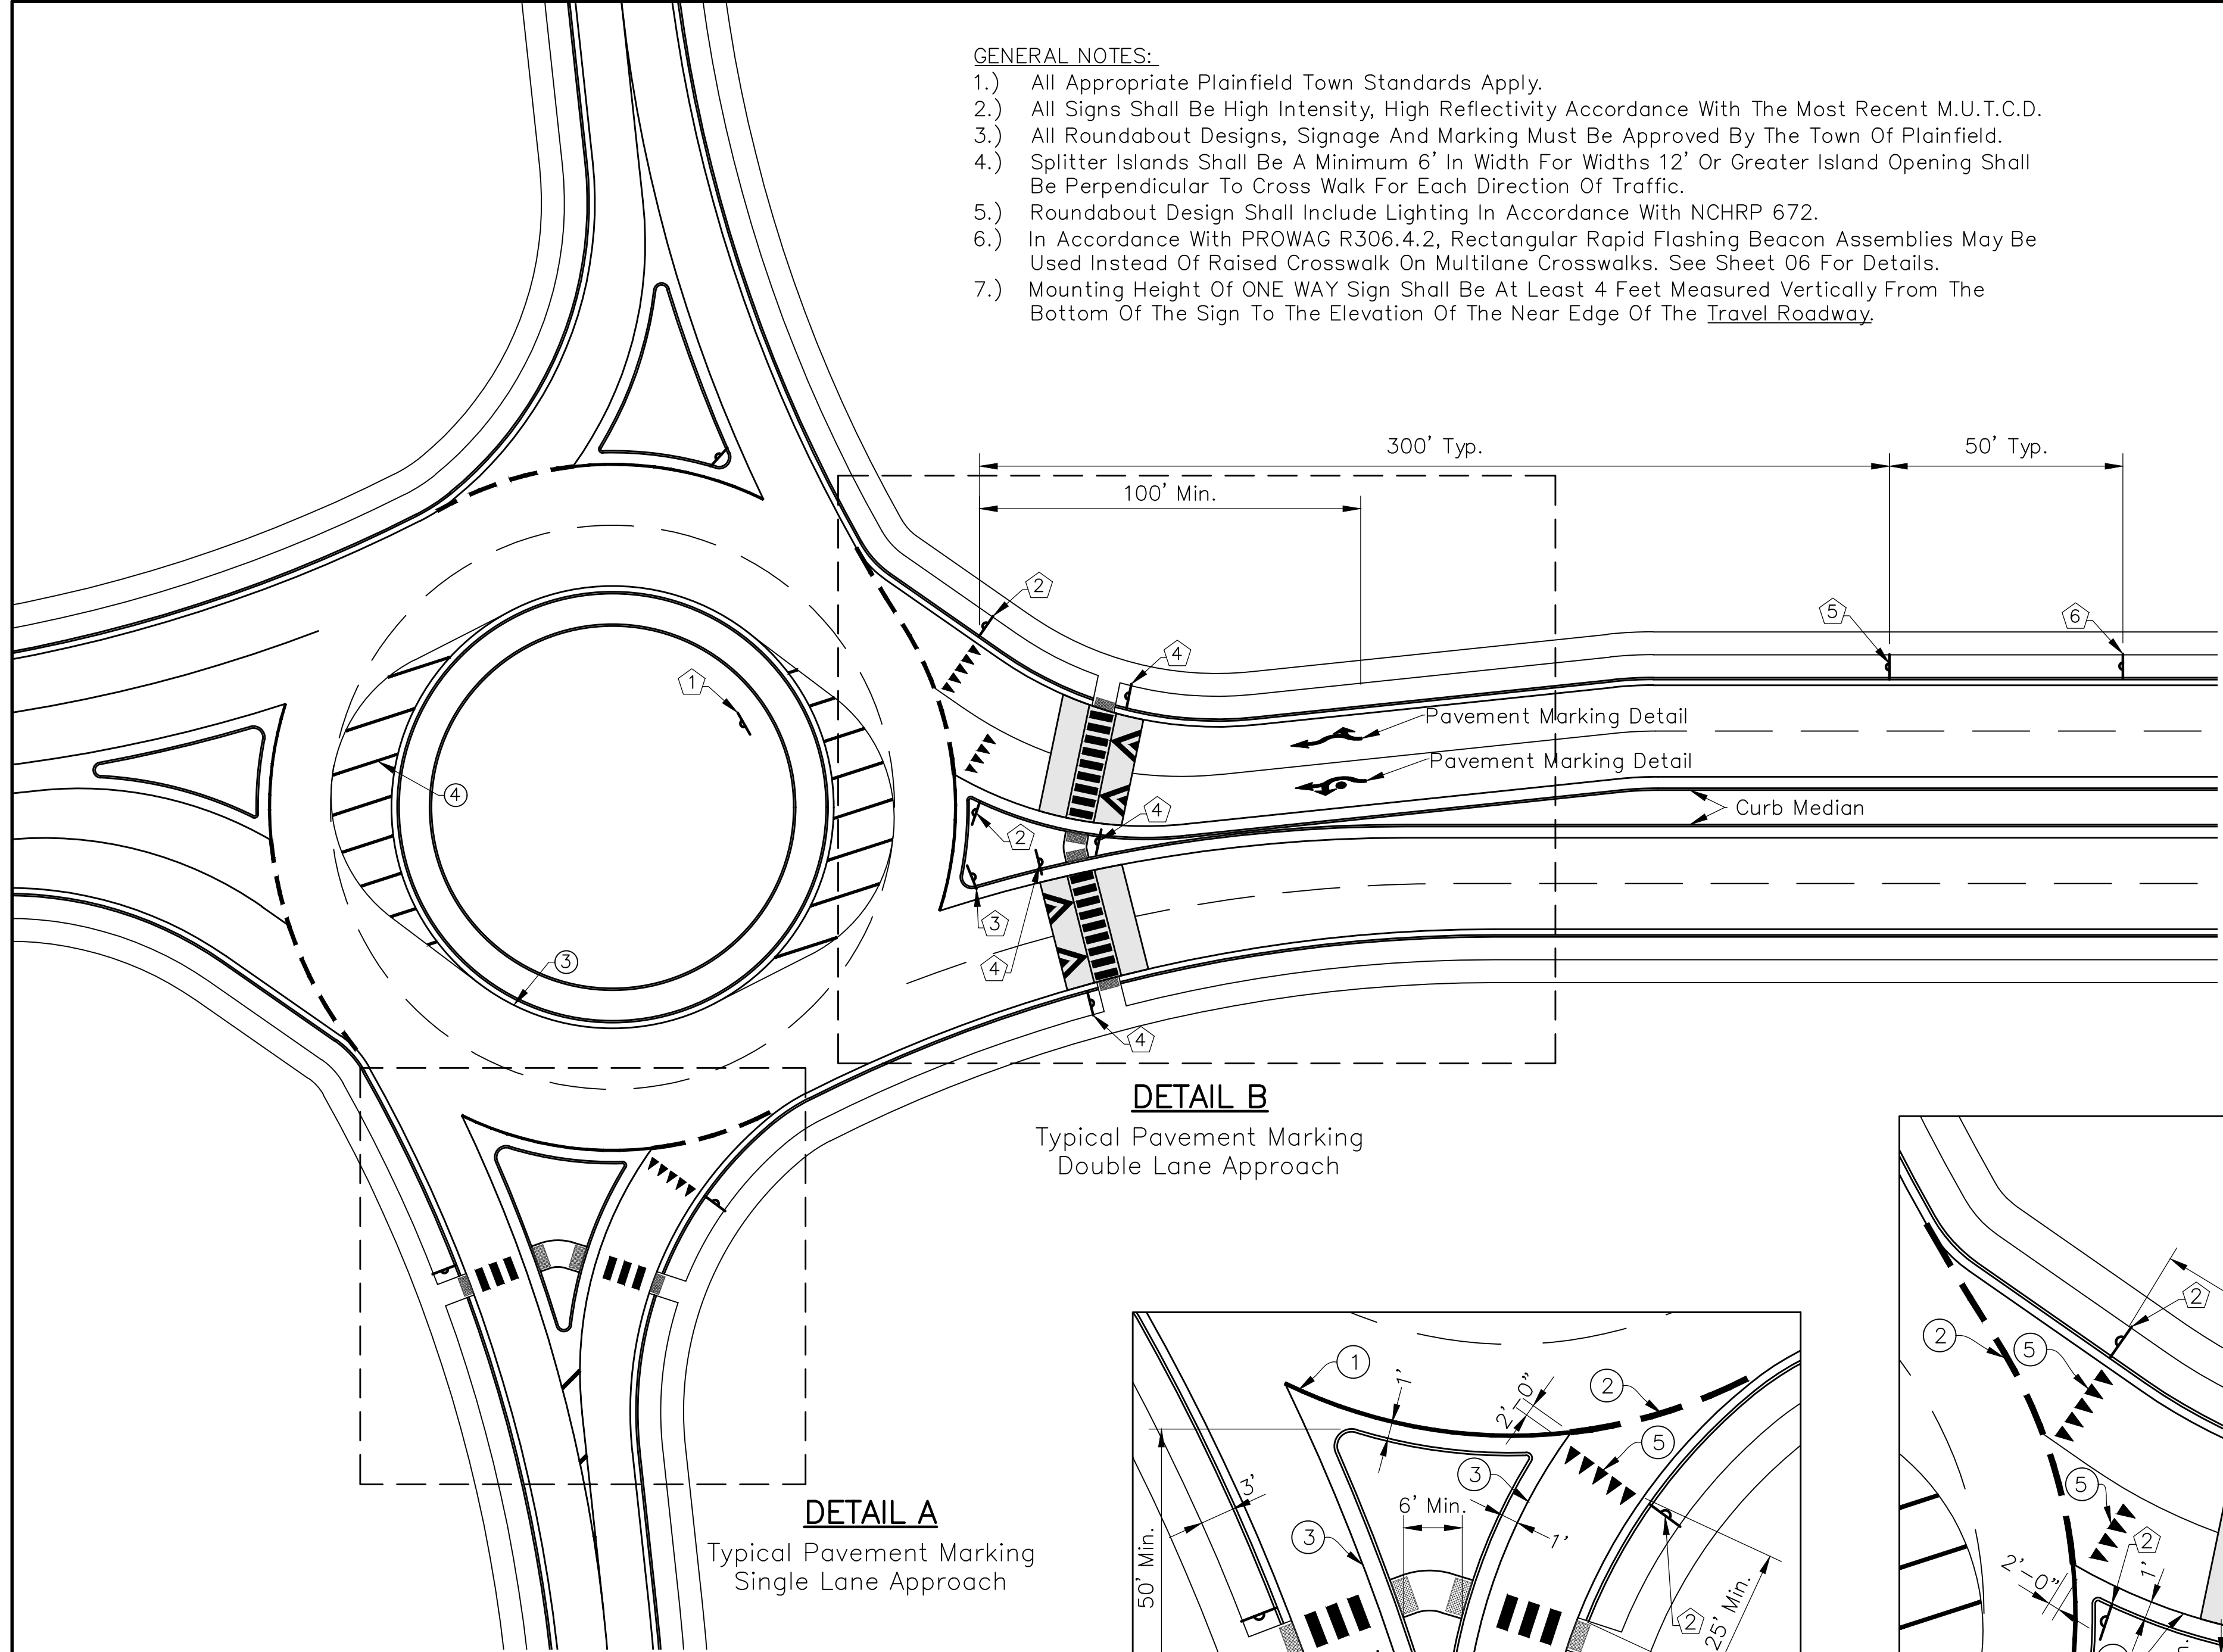 GENERAL NOTES:
1.) All Appropriate Plainfield Town Standards Apply.
2.) All Signs Shall Be High Intensity, High Reflectivity Accordance With The Most Recent M.U.T.C.D.
3.) All Roundabout Designs, Signage And Marking Must Be Approved By The Town Of Plainfield.
4.) Splitter Islands Shall Be A Minimum 6' In Width For Widths 12' Or Greater Island Opening Shall
Be Perpendicular To Cross Walk For Each Direction Of Traffic.
5.) Roundabout Design Shall Include Lighting In Accordance With NCHRP 672.
6.) In Accordance With PROWAG R306.4.2, Rectangular Rapid Flashing Beacon Assemblies May Be
Used Instead Of Raised Crosswalk On Multilane Crosswalks. See Sheet 06 For Details.
7.) Mounting Height Of ONE WAY Sign Shall Be At Least 4 Feet Measured Vertically From The
Bottom Of The Sign To The Elevation Of The Near Edge Of The Travel Roadway.
300' Typ.
50' Typ.
100' Min.
2
5
6
4
1
Pavement Marking Detail
Pavement Marking Detail
4
4
Curb Median
2
3
3
4
4
DETAIL B
Typical Pavement Marking
Double Lane Approach
DETAIL A
Typical Pavement Marking
Single Lane Approach
1
1'
2'-0"
2
5
3
3'
6' Min.
1'
3
50' Min.
2
25' Min.
2
2
5
5
2
2'-0"
1'